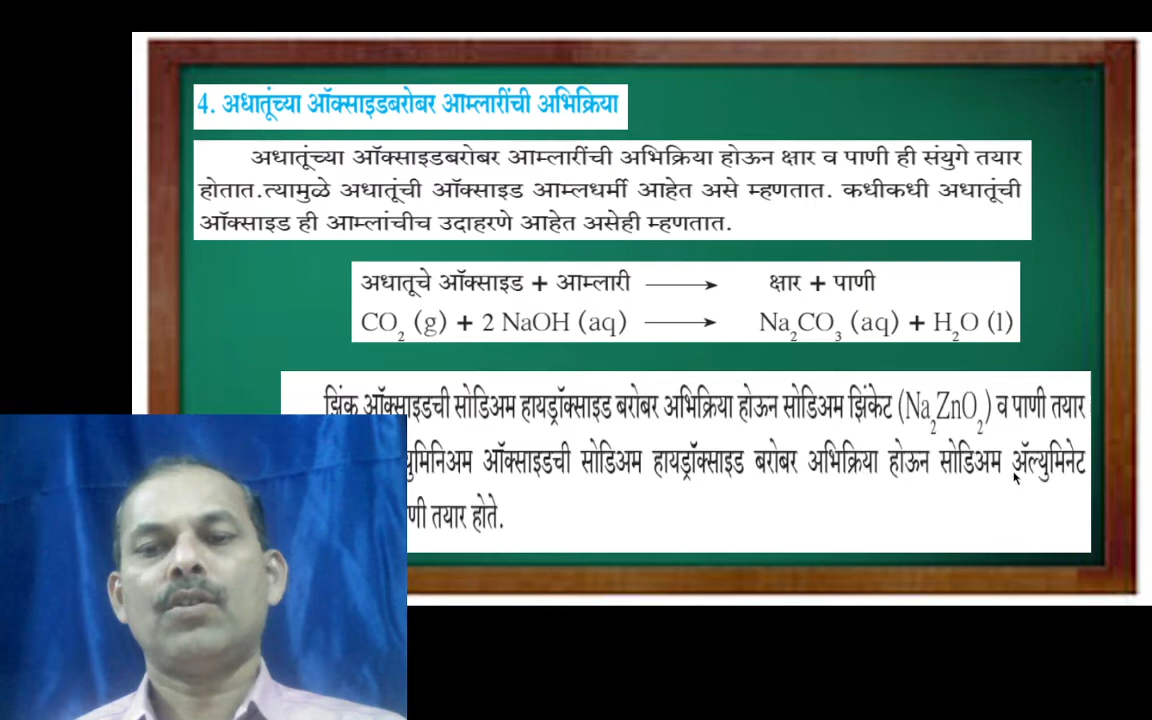 4. अधातूंच्या ऑक्साइडबरोबर आम्लारींची अभिक्रिया
अधातूंच्या ऑक्साइडबरोबर आम्लारींची अभिक्रिया होऊन क्षार व पाणी ही संयुगे तयार
होतात.त्यामुळे अधातूंची ऑक्साइड आम्लधर्मी आहेत असे म्हणतात. कधीकधी अधातूंची
ऑक्साइड ही आम्लांचीच उदाहरणे आहेत असेही म्हणतात.
अधातूचे ऑक्साइड + आम्लारी ⟶ क्षार + पाणी
CO₂ (g) + 2 NaOH (aq) ⟶ Na₂CO₃ (aq) + H₂O (l)
झिंक ऑक्साइडची सोडिअम हायड्रॉक्साइड बरोबर अभिक्रिया होऊन सोडिअम झिंकेट (Na₂ZnO₂) व पाणी तयार
ऑक्साइडची सोडिअम हायड्रॉक्साइड बरोबर अभिक्रिया होऊन सोडिअम ॲल्युमिनेट
तयार होते.